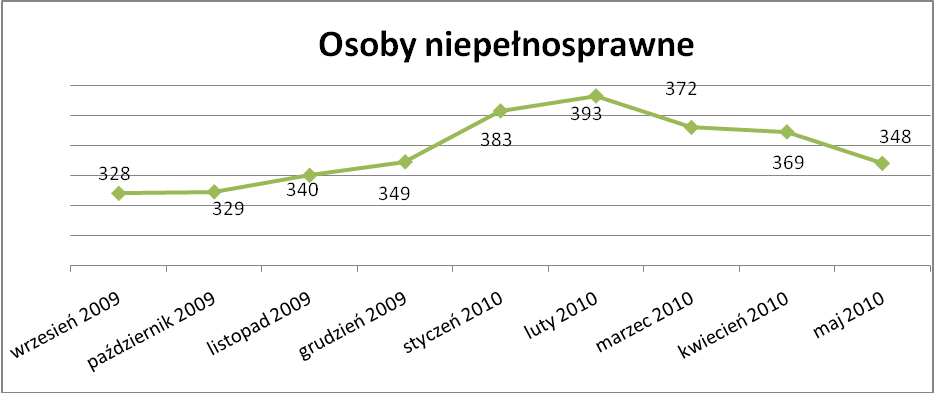 Osoby niepełnosprawne
328
329
340
349
383
393
372
369
348
wrzesień 2009
październik 2009
listopad 2009
grudzień 2009
styczeń 2010
luty 2010
marzec 2010
kwiecień 2010
maj 2010